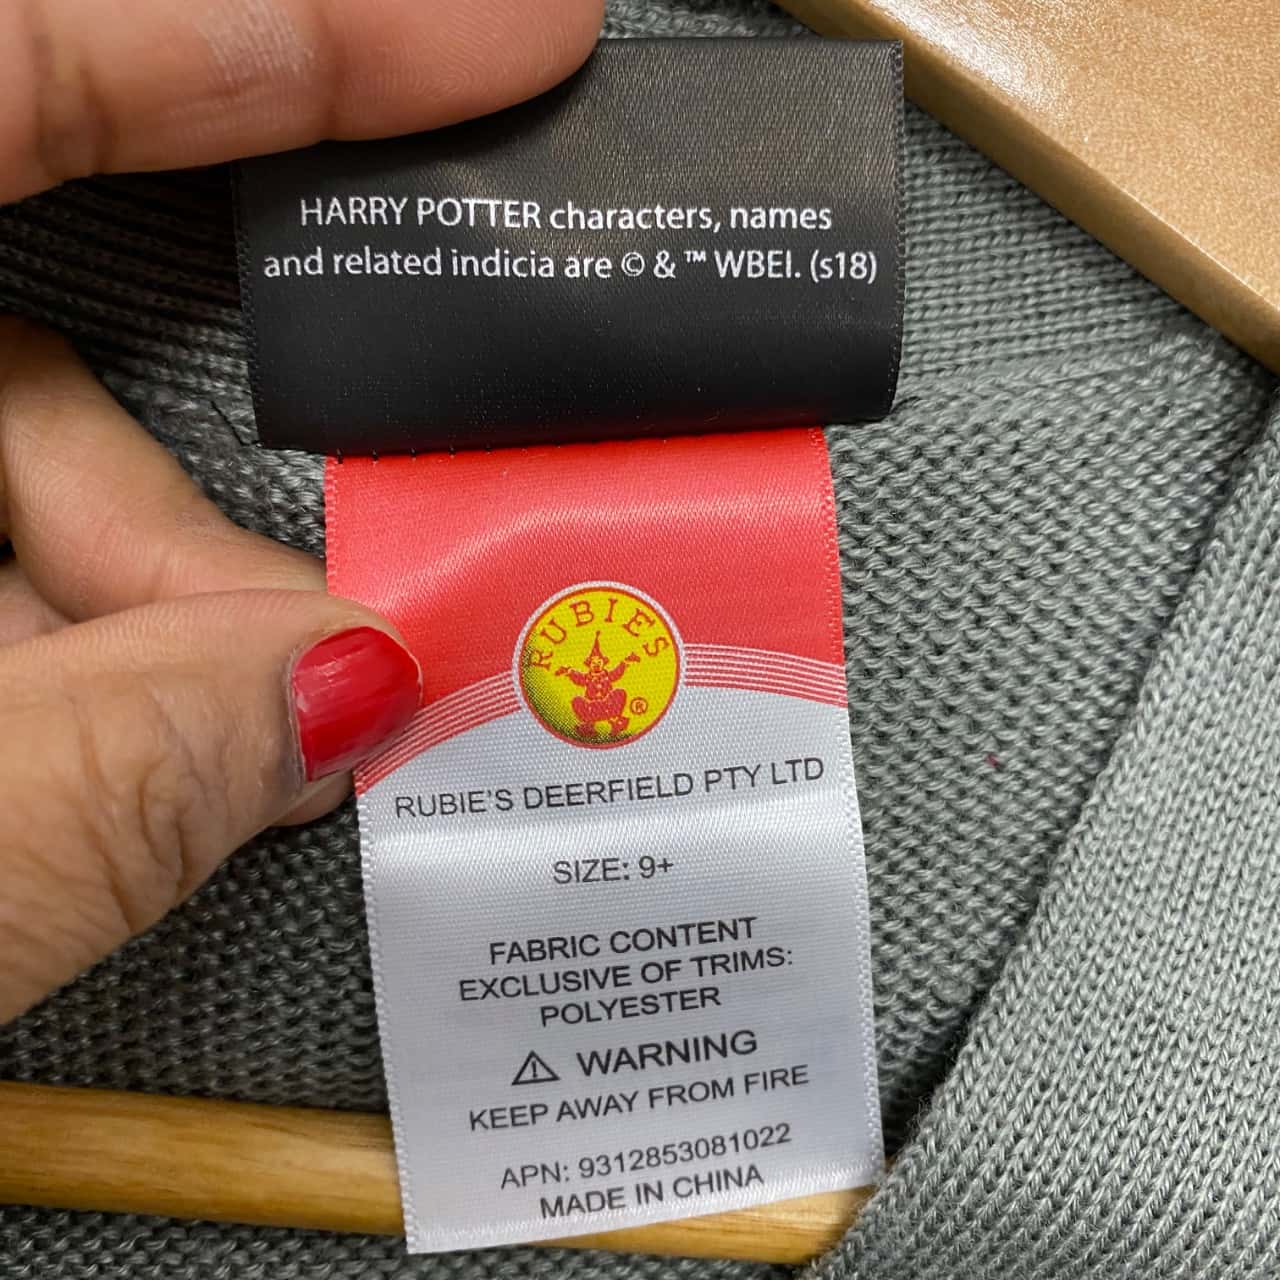 HARRY POTTER characters, names
and related indicia are © & ™ WBEI. (s18)
RUBIES
®
RUBIE'S DEERFIELD PTY LTD
SIZE: 9+
FABRIC CONTENT
EXCLUSIVE OF TRIMS:
POLYESTER
⚠ WARNING
KEEP AWAY FROM FIRE
APN: 9312853081022
MADE IN CHINA